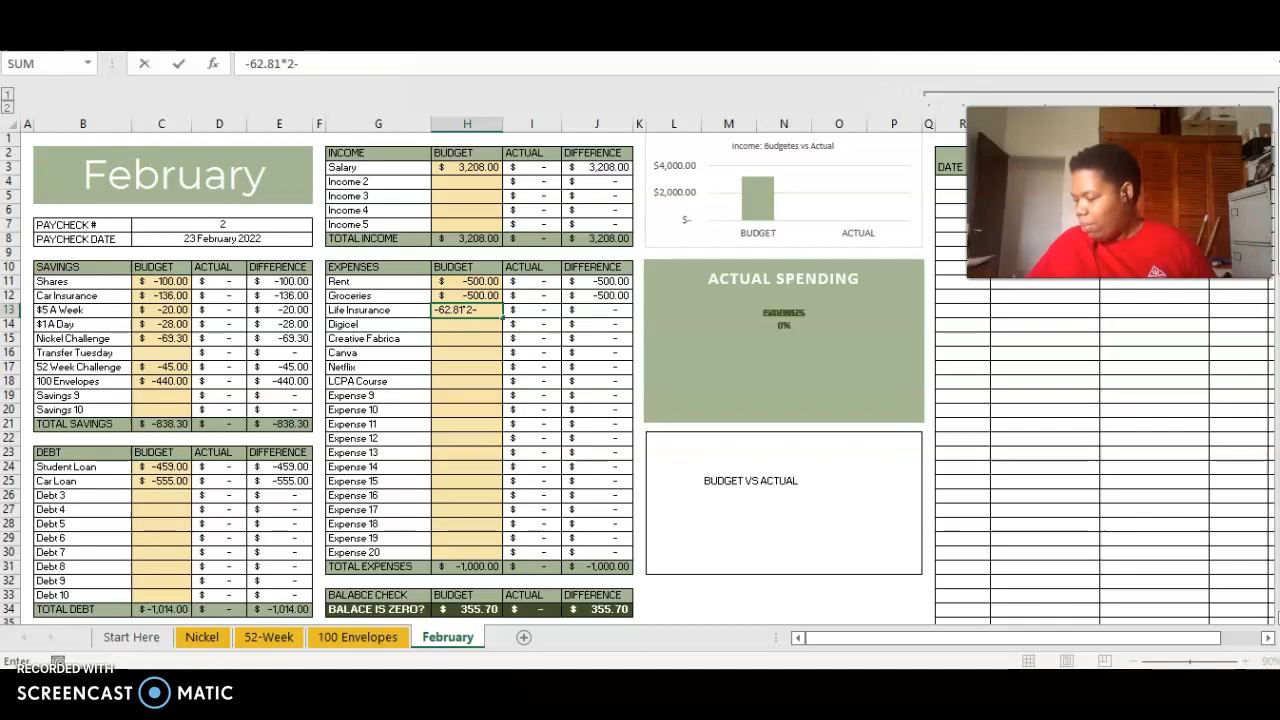 SUM
-62.81*2-
1
2
A B C D E F G H I J K L M N O P Q R
February
PAYCHECK # 2
PAYCHECK DATE 23 February 2022
INCOME BUDGET ACTUAL DIFFERENCE
Salary $ 3,208.00 $ - $ 3,208.00
Income 2 $ - $ -
Income 3 $ - $ -
Income 4 $ - $ -
Income 5 $ - $ -
TOTAL INCOME $ 3,208.00 $ - $ 3,208.00
Income: Budgetes vs Actual
$4,000.00
$2,000.00
$-
BUDGET ACTUAL
DATE
SAVINGS BUDGET ACTUAL DIFFERENCE
Shares $ -100.00 $ - $ -100.00
Car Insurance $ -136.00 $ - $ -136.00
$5 A Week $ -20.00 $ - $ -20.00
$1 A Day $ -28.00 $ - $ -28.00
Nickel Challenge $ -69.30 $ - $ -69.30
Transfer Tuesday $ - $ -
52 Week Challenge $ -45.00 $ - $ -45.00
100 Envelopes $ -440.00 $ - $ -440.00
Savings 9 $ - $ -
Savings 10 $ - $ -
TOTAL SAVINGS $ -838.30 $ - $ -838.30
DEBT BUDGET ACTUAL DIFFERENCE
Student Loan $ -459.00 $ - $ -459.00
Car Loan $ -555.00 $ - $ -555.00
Debt 3 $ - $ -
Debt 4 $ - $ -
Debt 5 $ - $ -
Debt 6 $ - $ -
Debt 7 $ - $ -
Debt 8 $ - $ -
Debt 9 $ - $ -
Debt 10 $ - $ -
TOTAL DEBT $ -1,014.00 $ - $ -1,014.00
EXPENSES BUDGET ACTUAL DIFFERENCE
Rent $ -500.00 $ - $ -500.00
Groceries $ -500.00 $ - $ -500.00
Life Insurance -62.81*2- $ - $ -
Digicel $ - $ -
Creative Fabrica $ - $ -
Canva $ - $ -
Netflix $ - $ -
LCPA Course $ - $ -
Expense 9 $ - $ -
Expense 10 $ - $ -
Expense 11 $ - $ -
Expense 12 $ - $ -
Expense 13 $ - $ -
Expense 14 $ - $ -
Expense 15 $ - $ -
Expense 16 $ - $ -
Expense 17 $ - $ -
Expense 18 $ - $ -
Expense 19 $ - $ -
Expense 20 $ - $ -
TOTAL EXPENSES $ -1,000.00 $ - $ -1,000.00
BALABCE CHECK BUDGET ACTUAL DIFFERENCE
BALACE IS ZERO? $ 355.70 $ - $ 355.70
ACTUAL SPENDING
0%
BUDGET VS ACTUAL
Start Here Nickel 52-Week 100 Envelopes February
Enter
90%
RECORDED WITH
SCREENCAST MATIC